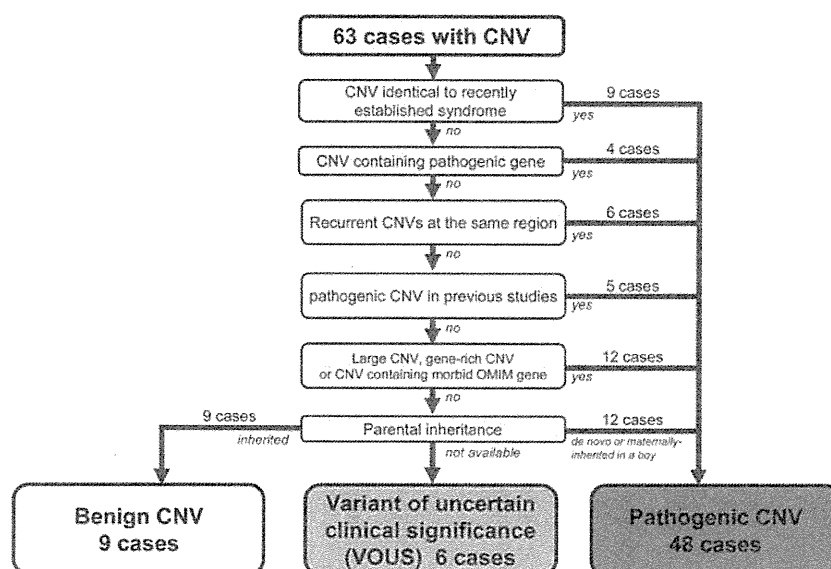 63 cases with CNV
CNV identical to recently
established syndrome
9 cases
yes
no
CNV containing pathogenic gene
4 cases
yes
no
Recurrent CNVs at the same region
6 cases
yes
no
pathogenic CNV in previous studies
5 cases
yes
no
Large CNV, gene-rich CNV
or CNV containing morbid OMIM gene
12 cases
yes
no
9 cases
inherited
Parental inheritance
12 cases
de novo or maternally-
inherited in a boy
not available
Benign CNV
9 cases
Variant of uncertain
clinical significance
(VOUS) 6 cases
Pathogenic CNV
48 cases